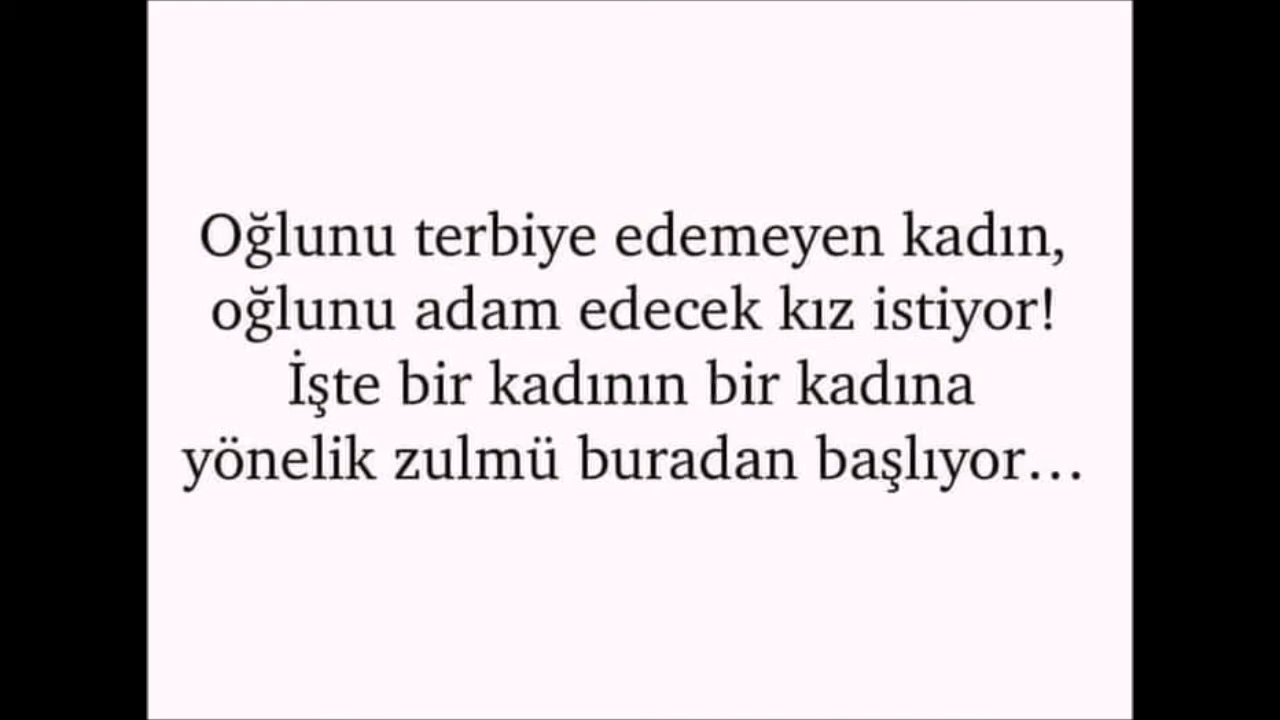 Oğlunu terbiye edemeyen kadın,
oğlunu adam edecek kız istiyor!
İşte bir kadının bir kadına
yönelik zulmü buradan başlıyor...